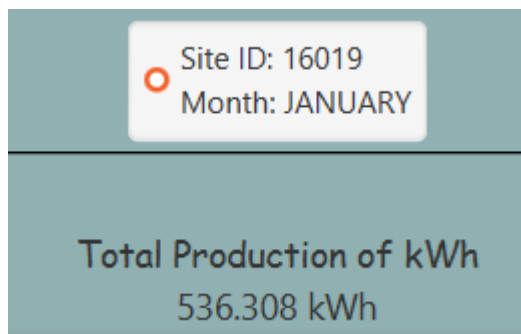 Site ID: 16019
Month: JANUARY
Total Production of kWh
536.308 kWh